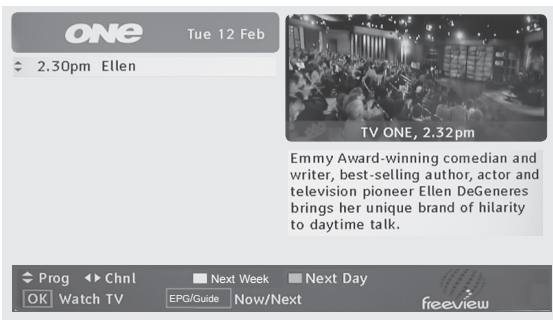 one Tue 12 Feb
2.30pm Ellen
TV ONE, 2.32pm
Emmy Award-winning comedian and
writer, best-selling author, actor and
television pioneer Ellen DeGeneres
brings her unique brand of hilarity
to daytime talk.
Prog Chnl Next Week Next Day
OK Watch TV EPG/Guide Now/Next
freeview